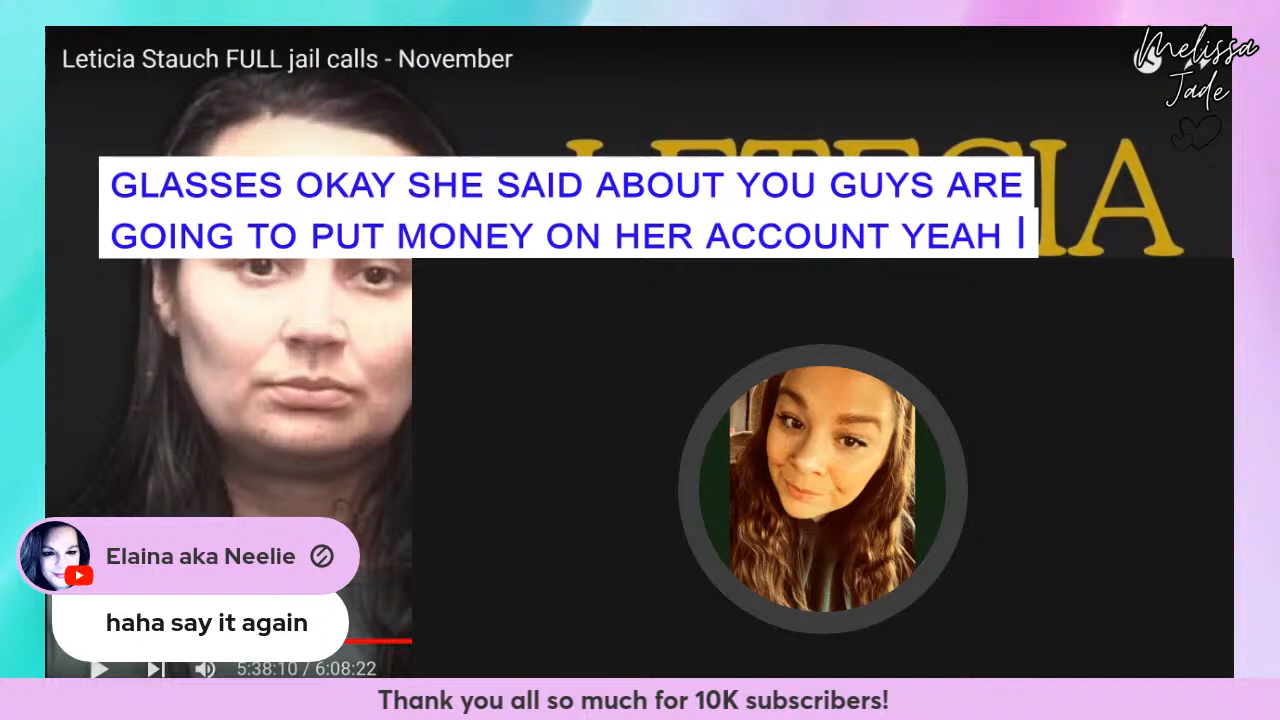 Leticia Stauch FULL jail calls - November
Melissa
Jade
LETECIA
GLASSES OKAY SHE SAID ABOUT YOU GUYS ARE
GOING TO PUT MONEY ON HER ACCOUNT YEAH I
Elaina aka Neelie
haha say it again
5:38:10 / 6:08:22
Thank you all so much for 10K subscribers!